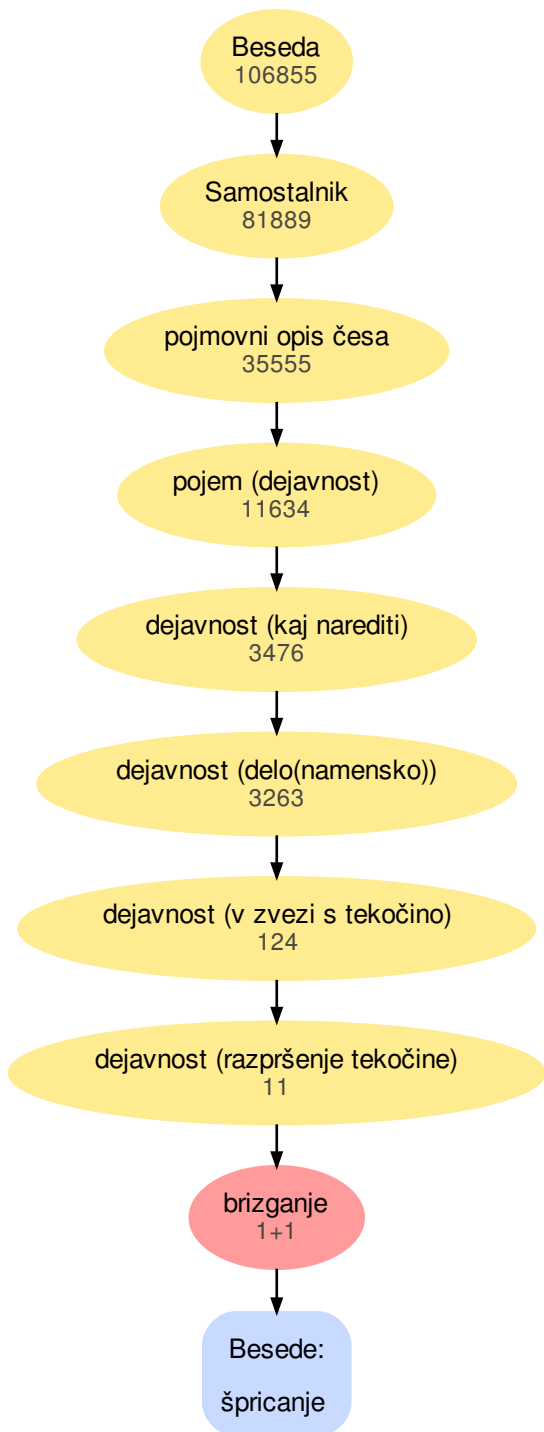 Beseda
106855
Samostalnik
81889
pojmovni opis česa
35555
pojem (dejavnost)
11634
dejavnost (kaj narediti)
3476
dejavnost (delo(namensko))
3263
dejavnost (v zvezi s tekočino)
124
dejavnost (razpršenje tekočine)
11
brizganje
1+1
Besede:
špricanje